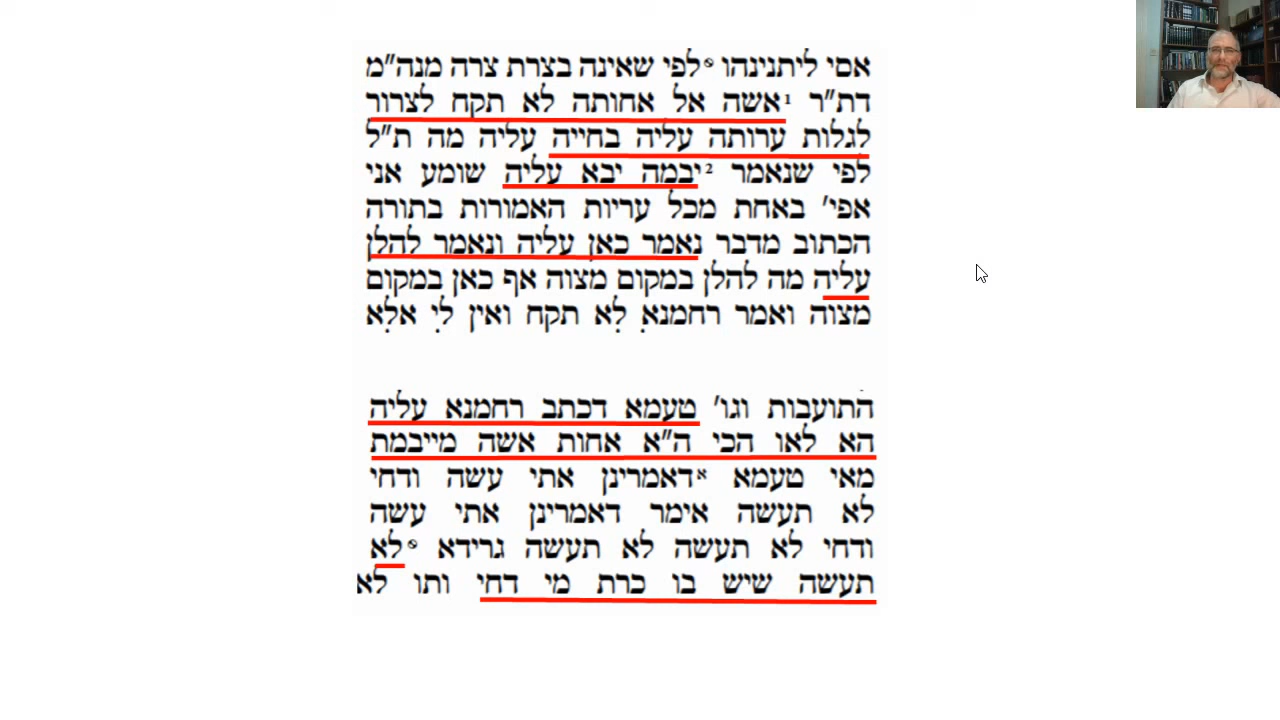 אסי ליתנינהו לפי שאינה בצרת צרה מנה"מ
דת"ר ¹אשה אל אחותה לא תקח לצרור
לגלות ערותה עליה בחייה עליה מה ת"ל
לפי שנאמר ²יבמה יבא עליה שומע אני
אפי' באחת מכל עריות האמורות בתורה
הכתוב מדבר נאמר כאן עליה ונאמר להלן
עליה מה להלן במקום מצוה אף כאן במקום
מצוה ואמר רחמנא לא תקח ואין לי אלא
התועבות וגו' טעמא דכתב רחמנא עליה
הא לאו הכי ה"א אחות אשה מייבמת
מאי טעמא אדאמרינן אתי עשה ודחי
לא תעשה אימר דאמרינן אתי עשה
ודחי לא תעשה לא תעשה גרידא לא
תעשה שיש בו כרת מי דחי ותו לא